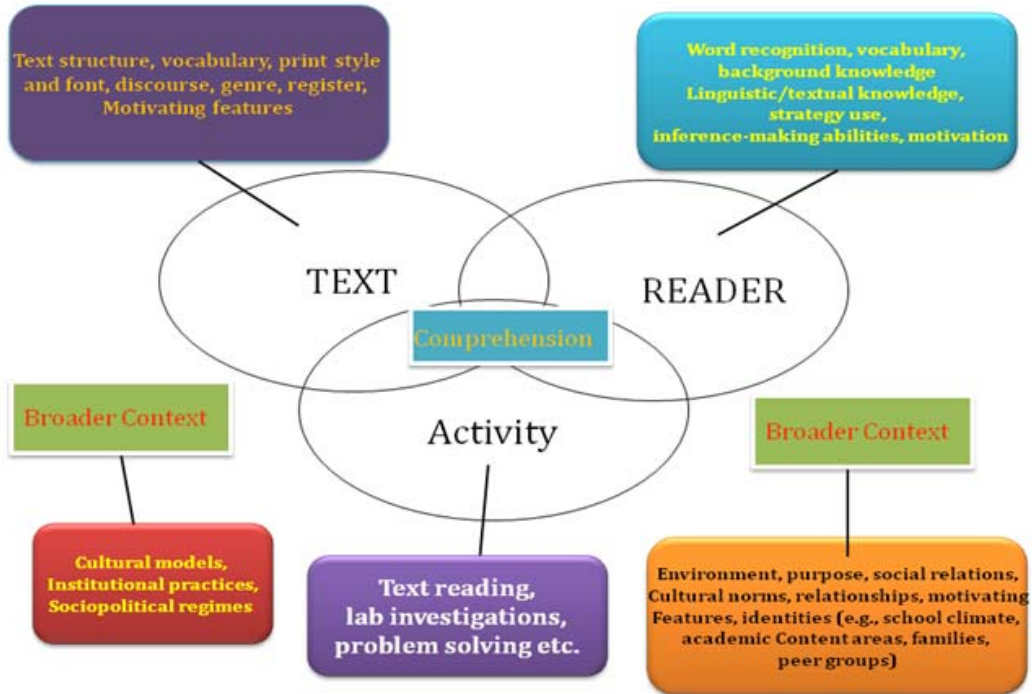 Text structure, vocabulary, print style
and font, discourse, genre, register,
Motivating features
Word recognition, vocabulary,
background knowledge
Linguistic/textual knowledge,
strategy use,
inference-making abilities, motivation
TEXT
READER
Comprehension
Activity
Broader Context
Broader Context
Cultural models,
Institutional practices,
Sociopolitical regimes
Text reading,
lab investigations,
problem solving etc.
Environment, purpose, social relations,
Cultural norms, relationships, motivating
Features, identities (e.g., school climate,
academic Content areas, families,
peer groups)